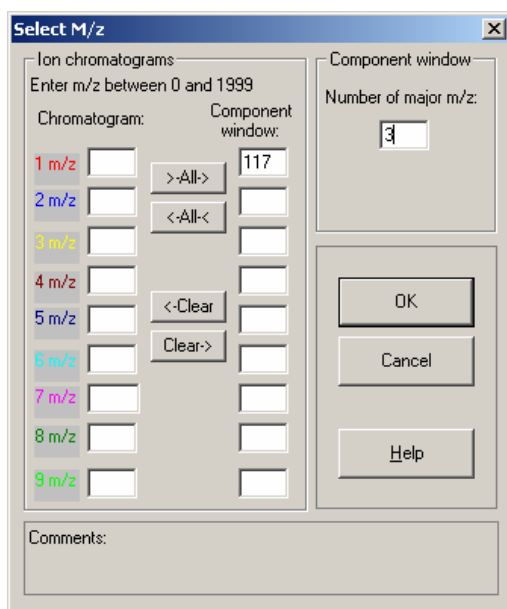 Select M/z
Ion chromatograms
Enter m/z between 0 and 1999
Chromatogram:
Component
window:
1 m/z
117
2 m/z
3 m/z
4 m/z
5 m/z
6 m/z
7 m/z
8 m/z
9 m/z
>-All->
<-All-<
<-Clear
Clear->
Component window
Number of major m/z:
3
OK
Cancel
Help
Comments: